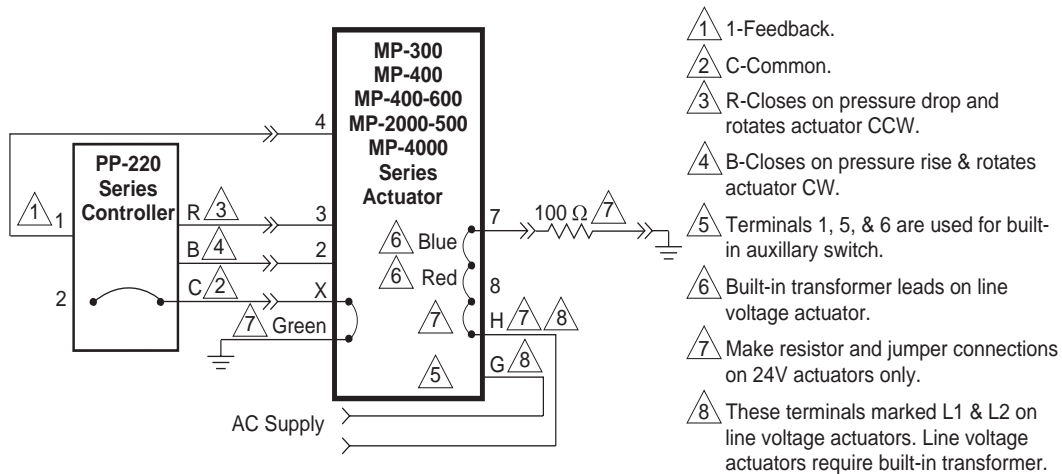 MP-300
MP-400
MP-400-600
MP-2000-500
MP-4000
Series
Actuator
PP-220
Series
Controller
1 1
2
R 3
B 4
C 2
7 Green
4
3
2
X
6 Blue
6 Red
7
5
7
8
H 7 8
G 8
100 Ω 7
AC Supply
1 1-Feedback.
2 C-Common.
3 R-Closes on pressure drop and
rotates actuator CCW.
4 B-Closes on pressure rise & rotates
actuator CW.
5 Terminals 1, 5, & 6 are used for built-
in auxillary switch.
6 Built-in transformer leads on line
voltage actuator.
7 Make resistor and jumper connections
on 24V actuators only.
8 These terminals marked L1 & L2 on
line voltage actuators. Line voltage
actuators require built-in transformer.